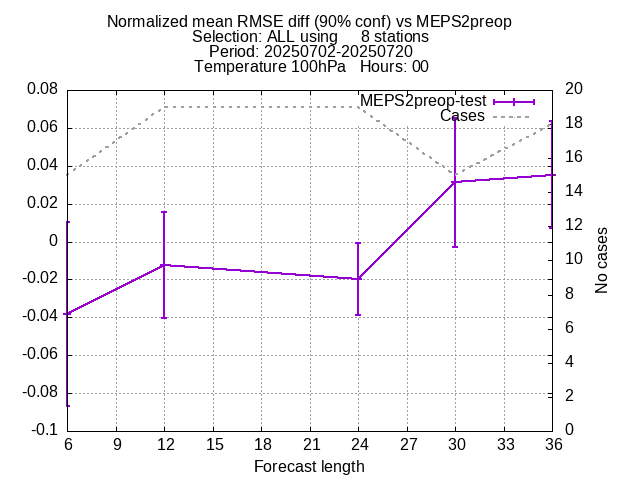 Normalized mean RMSE diff (90% conf) vs MEPS2preop
Selection: ALL using     8 stations
Period: 20250702-20250720
Temperature 100hPa   Hours: 00
MEPS2preop-test
Cases
0.08
0.06
0.04
0.02
0
-0.02
-0.04
-0.06
-0.08
-0.1
20
18
16
14
12
10
8
6
4
2
0
No cases
6 9 12 15 18 21 24 27 30 33 36
Forecast length